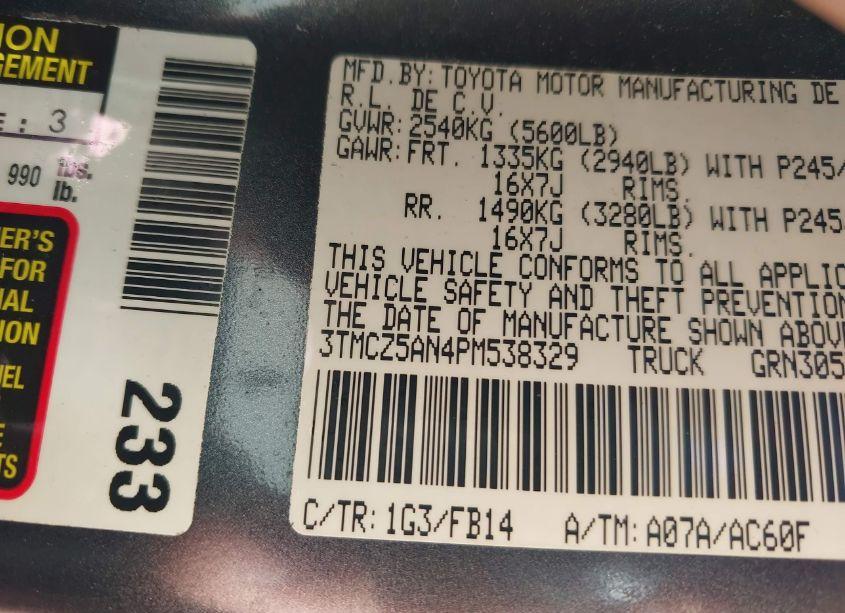 ION
GEMENT
E: 3
990 lbs.
lb.
ER'S
FOR
ION
TS
233
MFD.BY: TOYOTA MOTOR MANUFACTURING DE
R.L. DE C.V.
GVWR: 2540KG (5600LB)
GAWR: FRT. 1335KG (2940LB) WITH P245/
16X7J RIMS.
RR. 1490KG (3280LB) WITH P245
16X7J RIMS.
THIS VEHICLE CONFORMS TO ALL APPLIC
VEHICLE SAFETY AND THEFT PREVENTION
THE DATE OF MANUFACTURE SHOWN ABOVE
3TMCZ5AN4PM538329 TRUCK GRN305
C/TR: 1G3/FB14 A/TM: A07A/AC60F